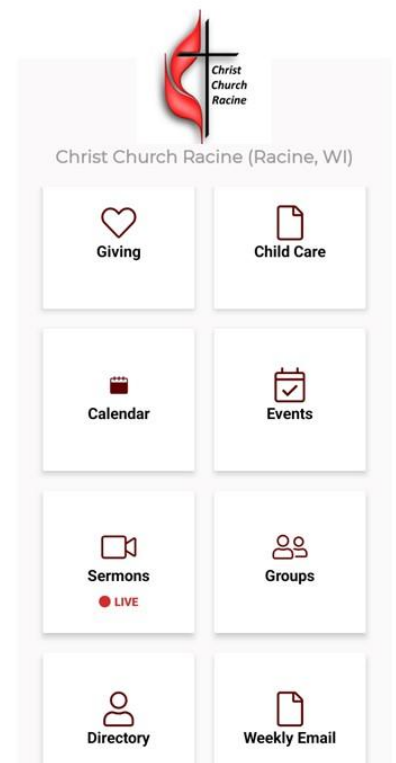 Christ
Church
Racine
Christ Church Racine (Racine, WI)
Giving
Child Care
Calendar
Events
Sermons
LIVE
Groups
Directory
Weekly Email